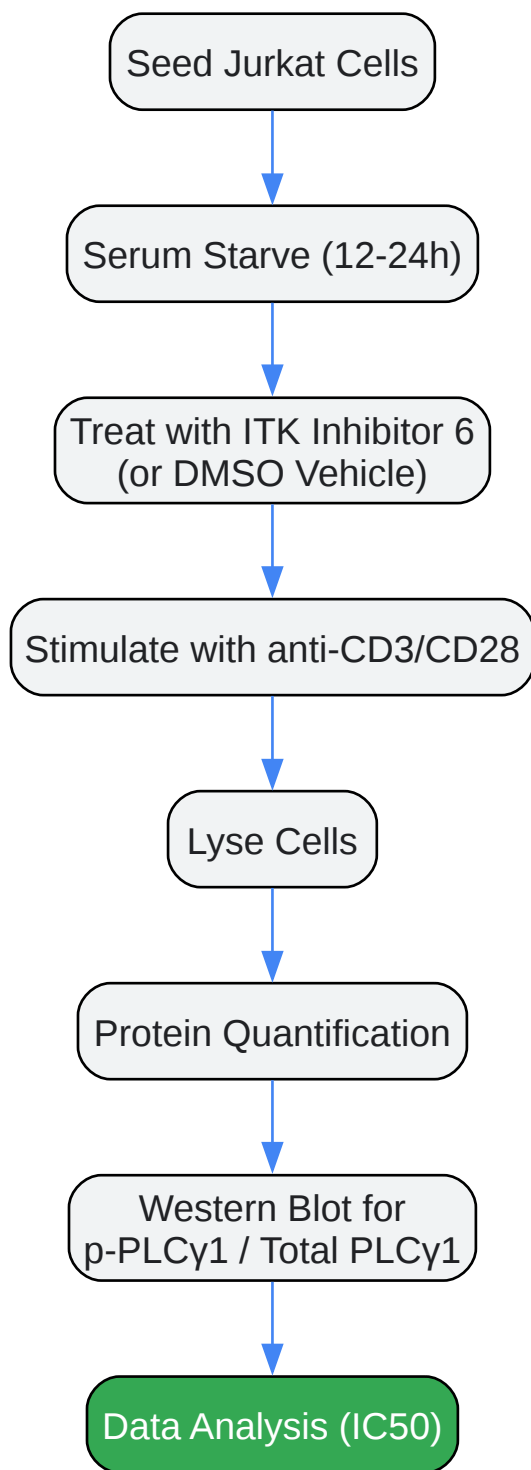 Seed Jurkat Cells
Serum Starve (12-24h)
Treat with ITK Inhibitor 6
(or DMSO Vehicle)
Stimulate with anti-CD3/CD28
Lyse Cells
Protein Quantification
Western Blot for
p-PLCγ1 / Total PLCγ1
Data Analysis (IC50)